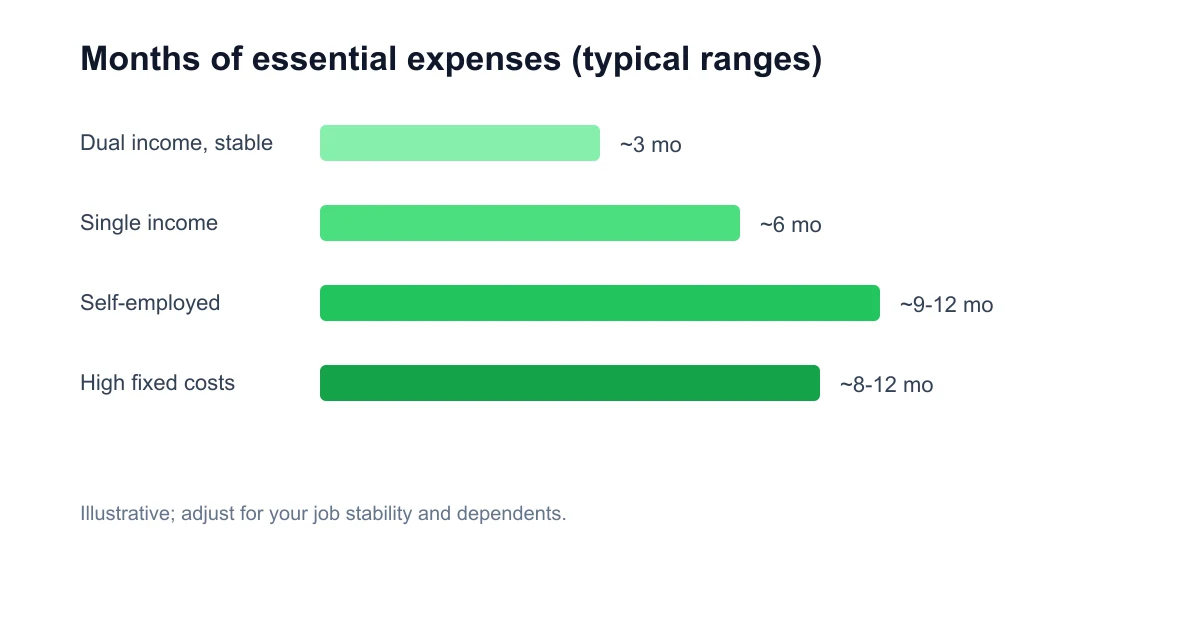 Months of essential expenses (typical ranges)
Dual income, stable ~3 mo
Single income ~6 mo
Self-employed ~9-12 mo
High fixed costs ~8-12 mo
Illustrative; adjust for your job stability and dependents.